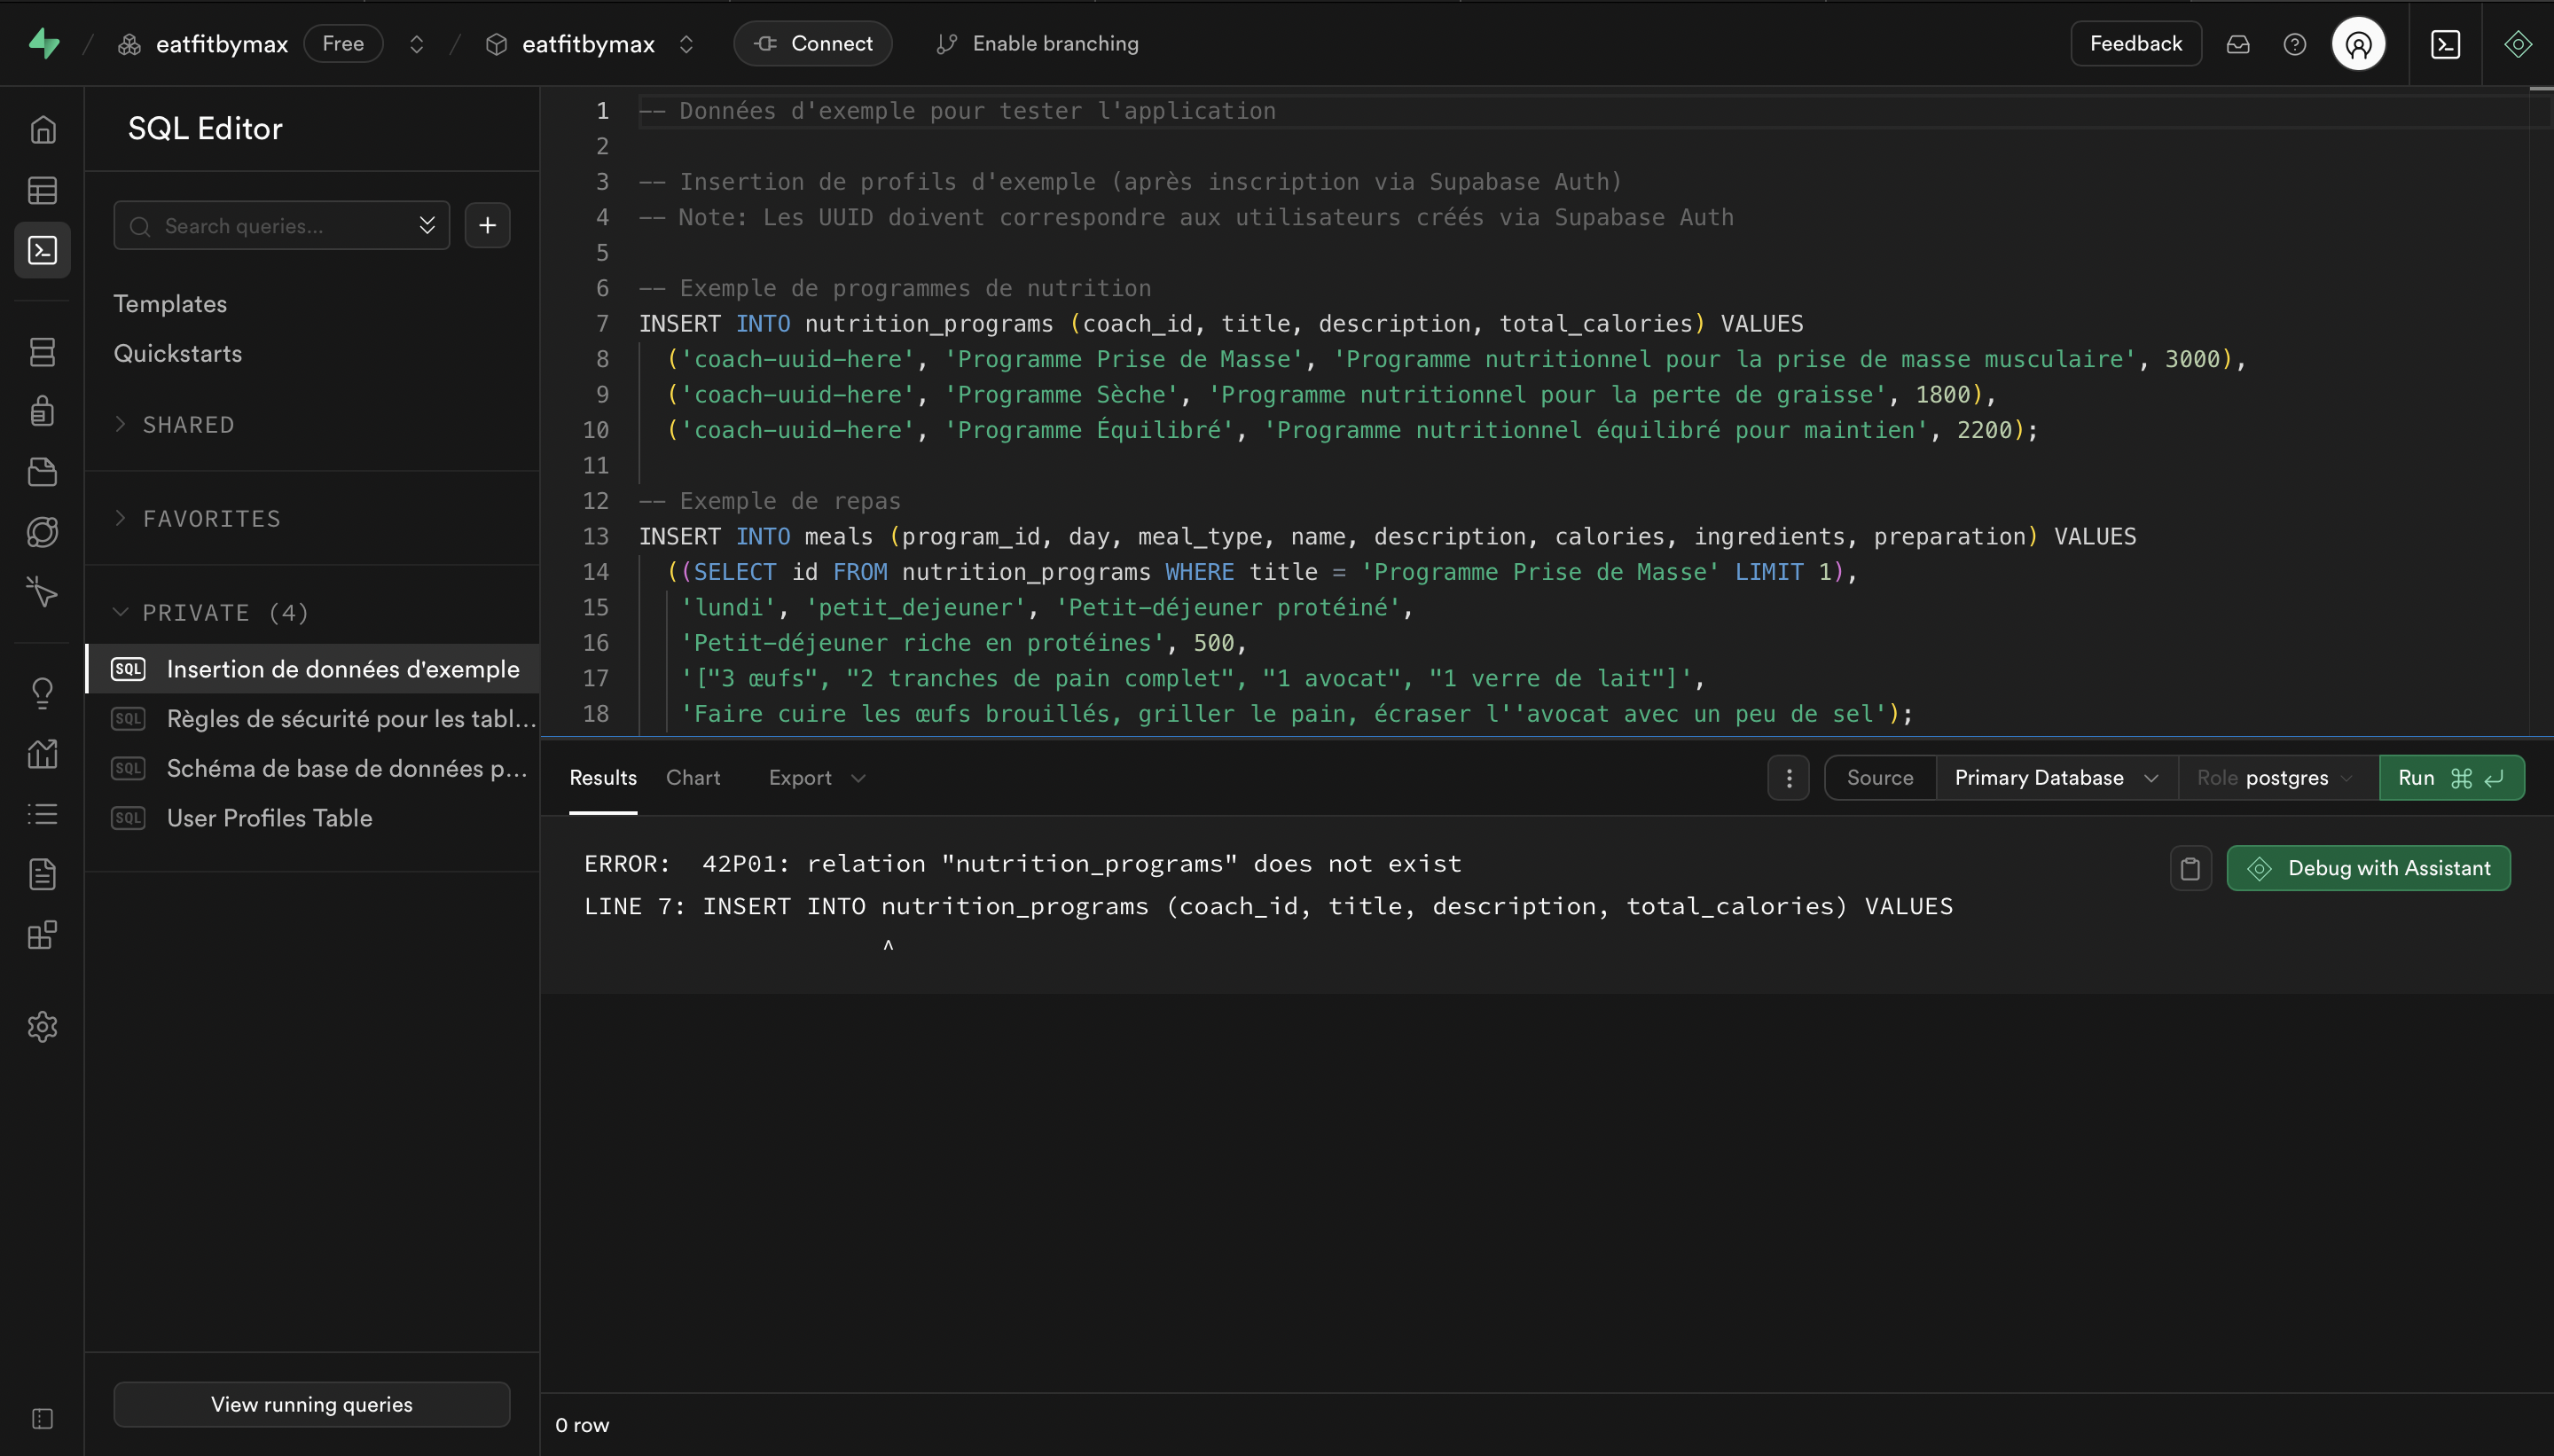 eatfitbymax Free eatfitbymax Connect Enable branching Feedback
SQL Editor
Search queries...
Templates
Quickstarts
SHARED
FAVORITES
PRIVATE (4)
SQL Insertion de données d'exemple
SQL Règles de sécurité pour les tabl...
SQL Schéma de base de données p...
SQL User Profiles Table
View running queries
1 -- Données d'exemple pour tester l'application
2
3 -- Insertion de profils d'exemple (après inscription via Supabase Auth)
4 -- Note: Les UUID doivent correspondre aux utilisateurs créés via Supabase Auth
5
6 -- Exemple de programmes de nutrition
7 INSERT INTO nutrition_programs (coach_id, title, description, total_calories) VALUES
8 ('coach-uuid-here', 'Programme Prise de Masse', 'Programme nutritionnel pour la prise de masse musculaire', 3000),
9 ('coach-uuid-here', 'Programme Sèche', 'Programme nutritionnel pour la perte de graisse', 1800),
10 ('coach-uuid-here', 'Programme Équilibré', 'Programme nutritionnel équilibré pour maintien', 2200);
11
12 -- Exemple de repas
13 INSERT INTO meals (program_id, day, meal_type, name, description, calories, ingredients, preparation) VALUES
14 ((SELECT id FROM nutrition_programs WHERE title = 'Programme Prise de Masse' LIMIT 1),
15 'lundi', 'petit_dejeuner', 'Petit-déjeuner protéiné',
16 'Petit-déjeuner riche en protéines', 500,
17 '["3 œufs", "2 tranches de pain complet", "1 avocat", "1 verre de lait"]',
18 'Faire cuire les œufs brouillés, griller le pain, écraser l''avocat avec un peu de sel');
Results Chart Export Source Primary Database Role postgres Run ⌘ ↵
ERROR: 42P01: relation "nutrition_programs" does not exist
LINE 7: INSERT INTO nutrition_programs (coach_id, title, description, total_calories) VALUES
^
Debug with Assistant
0 row